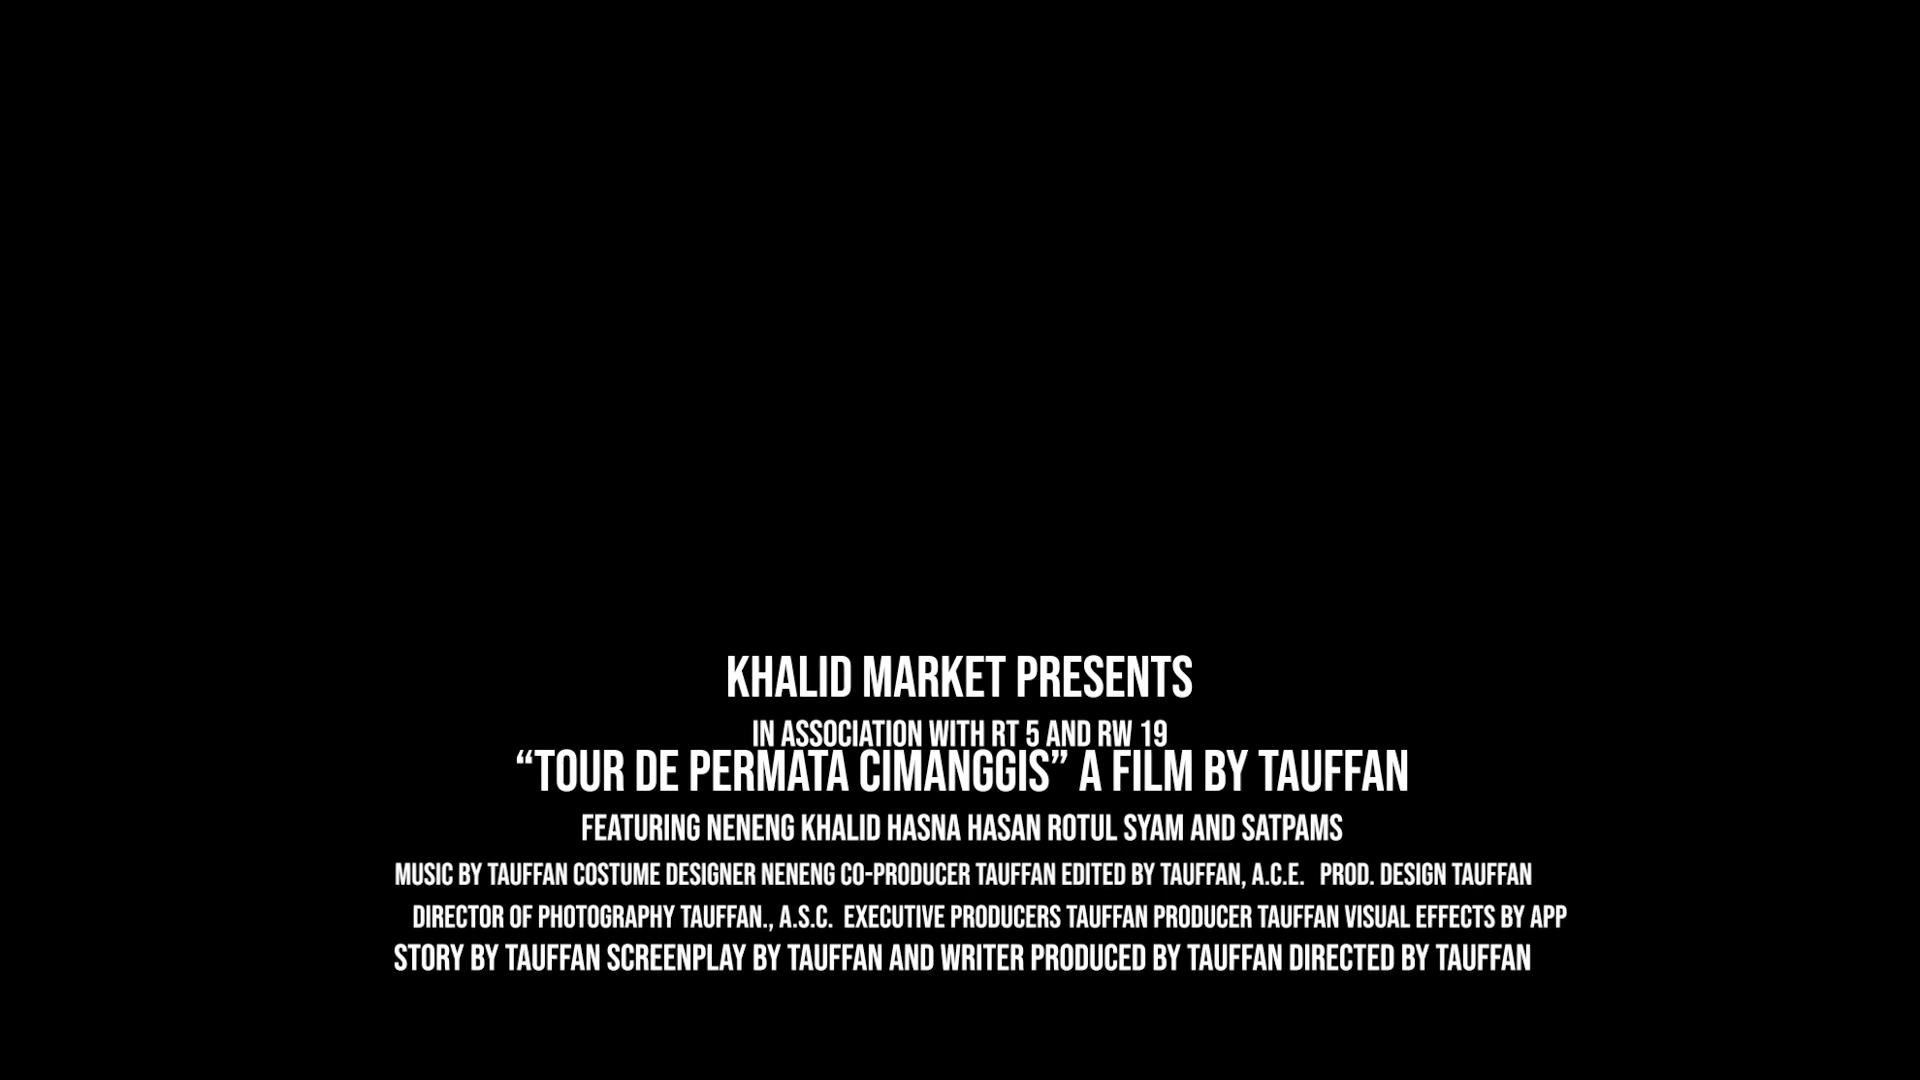 KHALID MARKET PRESENTS
IN ASSOCIATION WITH RT 5 AND RW 19
“TOUR DE PERMATA CIMANGGIS” A FILM BY TAUFFAN
FEATURING NENENG KHALID HASNA HASAN ROTUL SYAM AND SATPAMS
MUSIC BY TAUFFAN COSTUME DESIGNER NENENG CO-PRODUCER TAUFFAN EDITED BY TAUFFAN, A.C.E. PROD. DESIGN TAUFFAN
DIRECTOR OF PHOTOGRAPHY TAUFFAN., A.S.C. EXECUTIVE PRODUCERS TAUFFAN PRODUCER TAUFFAN VISUAL EFFECTS BY APP
STORY BY TAUFFAN SCREENPLAY BY TAUFFAN AND WRITER PRODUCED BY TAUFFAN DIRECTED BY TAUFFAN